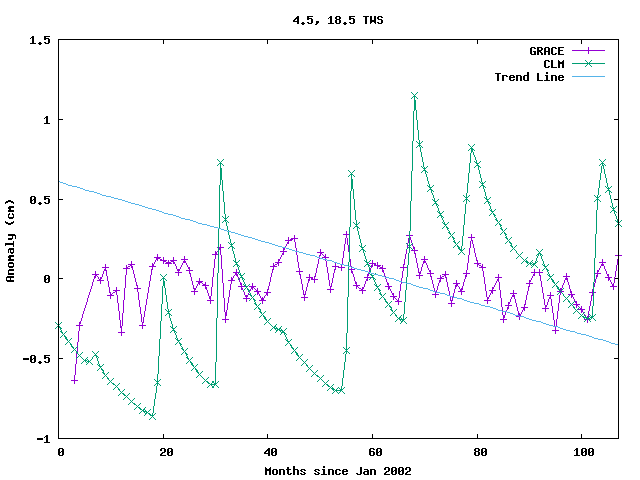 4.5, 18.5 TWS
1.5
GRACE
CLM
Trend Line
1
0.5
Anomaly (cm)
0
-0.5
-1
0 20 40 60 80 100
Months since Jan 2002